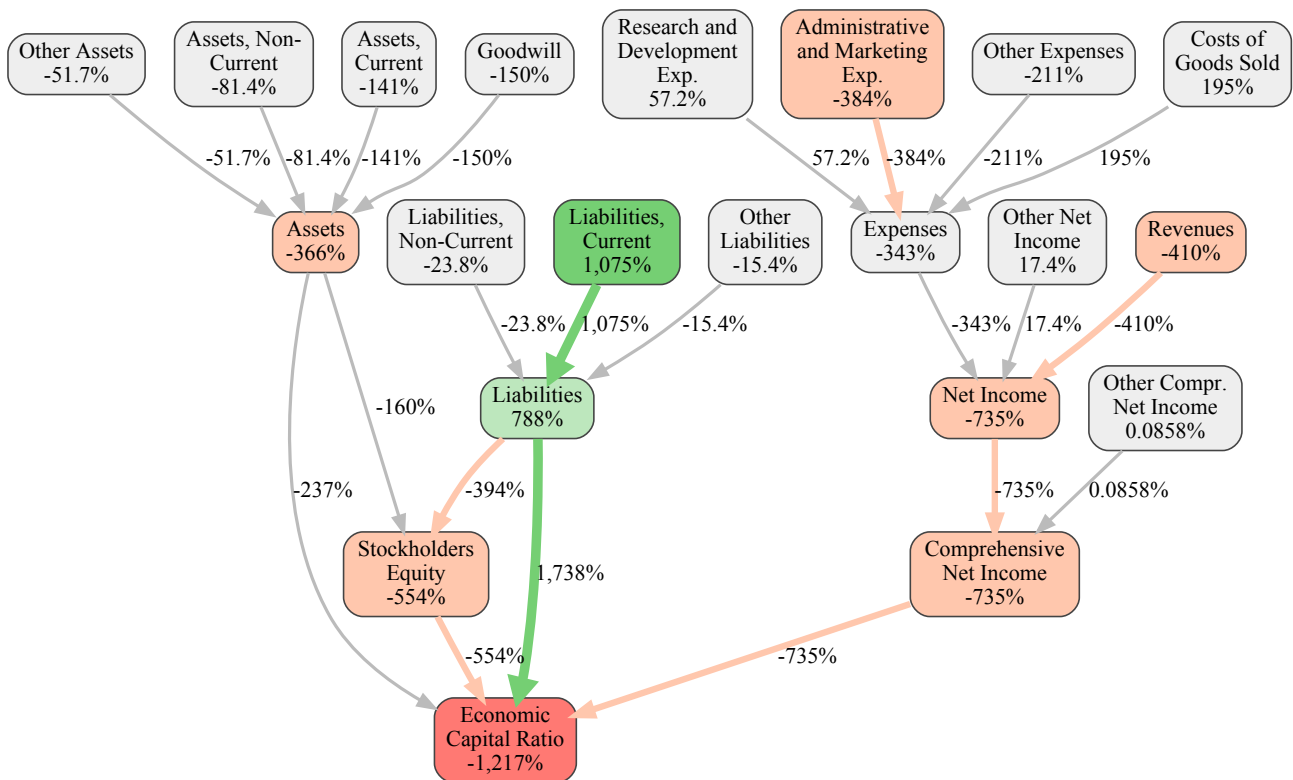 Other Assets
-51.7%
Assets, Non-
Current
-81.4%
Assets,
Current
-141%
Goodwill
-150%
Research and
Development
Exp.
57.2%
Administrative
and Marketing
Exp.
-384%
Other Expenses
-211%
Costs of
Goods Sold
195%
-51.7%
-81.4%
-141%
-150%
57.2%
-384%
-211%
195%
Assets
-366%
Liabilities,
Non-Current
-23.8%
Liabilities,
Current
1,075%
Other
Liabilities
-15.4%
Expenses
-343%
Other Net
Income
17.4%
Revenues
-410%
-23.8%
1,075%
-15.4%
-343%
17.4%
-410%
Liabilities
788%
Net Income
-735%
Other Compr.
Net Income
0.0858%
-160%
-237%
-394%
-735%
0.0858%
Stockholders
Equity
-554%
1,738%
Comprehensive
Net Income
-735%
-554%
-735%
Economic
Capital Ratio
-1,217%